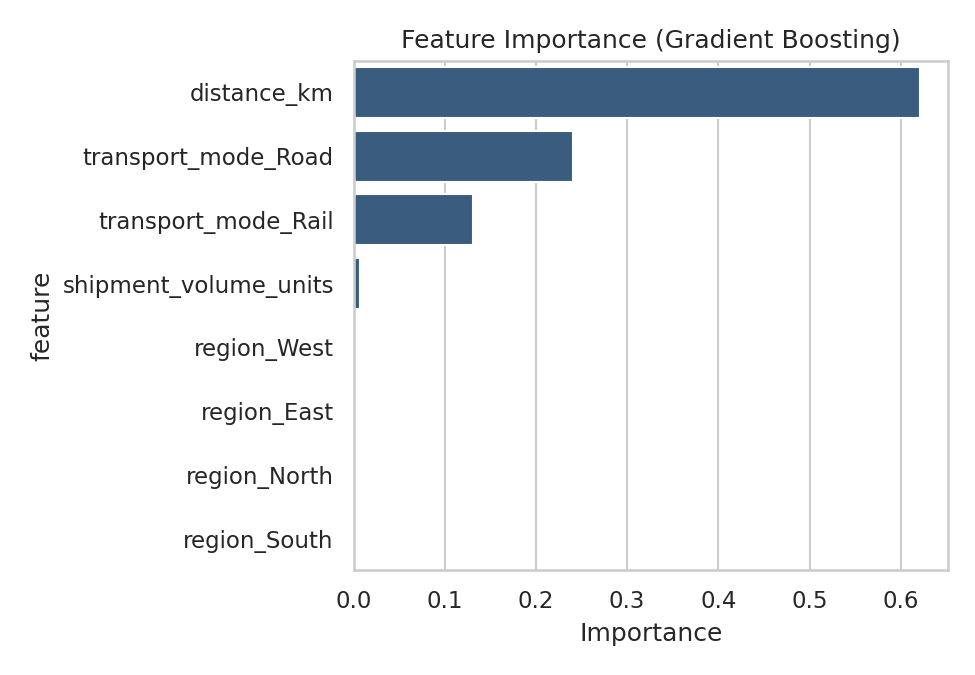 Feature Importance (Gradient Boosting)
distance_km
transport_mode_Road
transport_mode_Rail
shipment_volume_units
region_West
region_East
region_North
region_South
feature
0.0 0.1 0.2 0.3 0.4 0.5 0.6
Importance